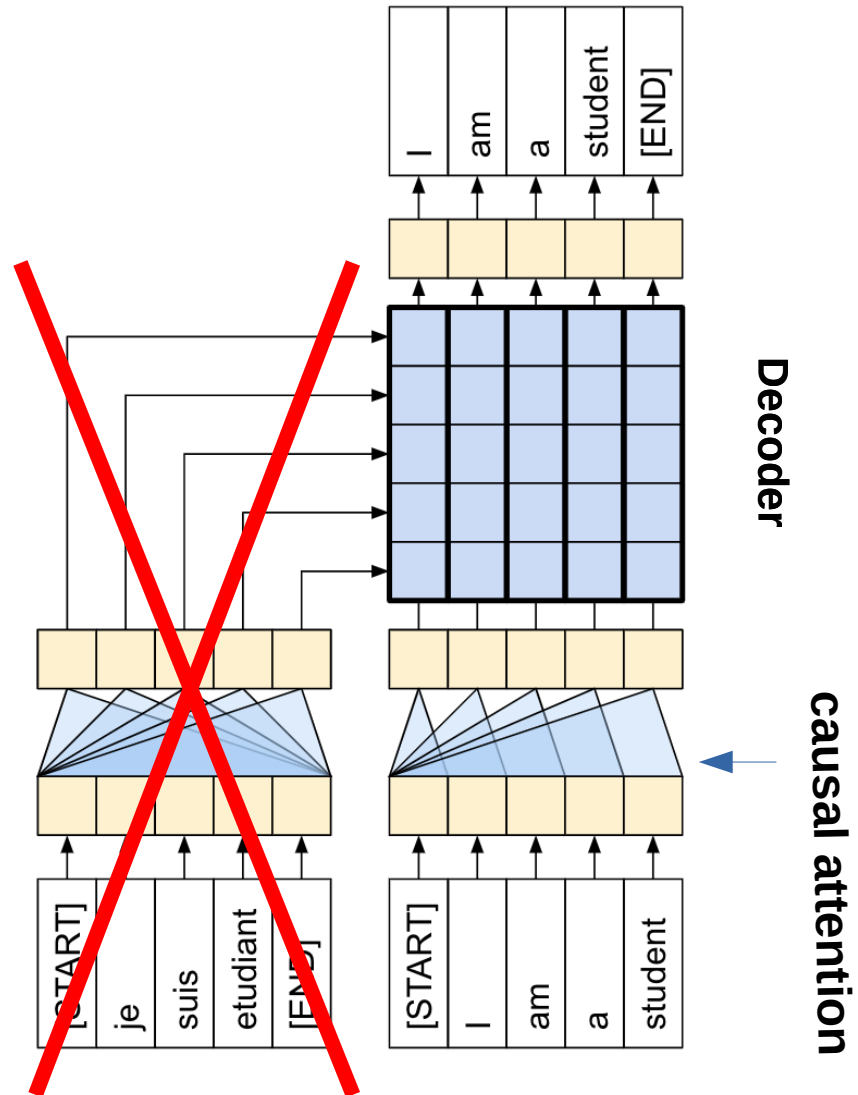 I
am
a
student
[END]
Decoder
causal attention
[START]
je
suis
etudiant
[END]
[START]
I
am
a
student